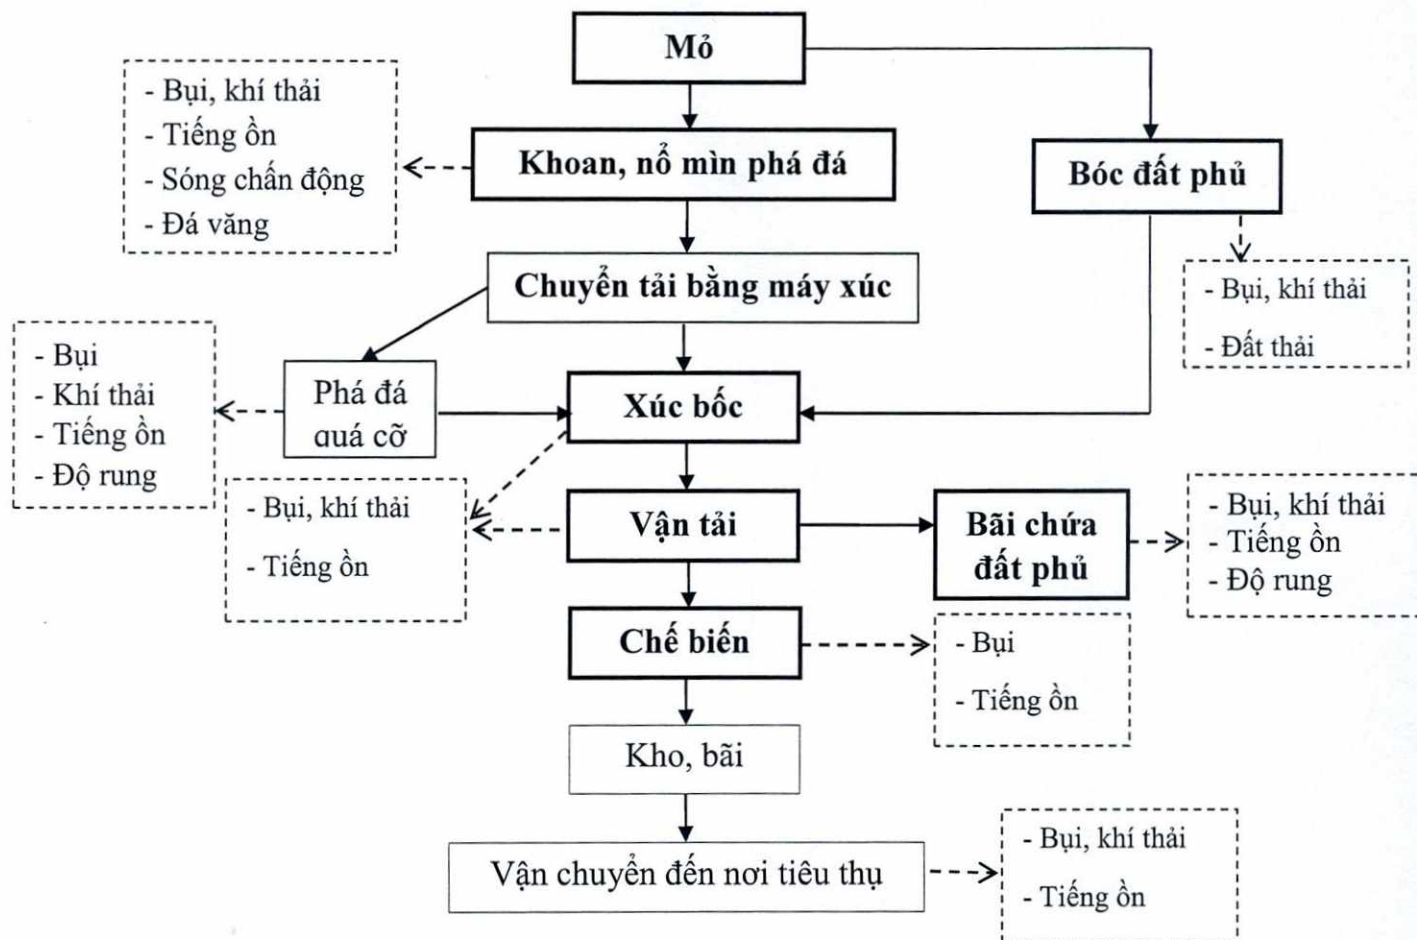 Mỏ
- Bụi, khí thải
- Tiếng ồn
- Sóng chấn động
- Đá văng
Khoan, nổ mìn phá đá
Bóc đất phủ
- Bụi, khí thải
- Đất thải
Chuyển tải bằng máy xúc
- Bụi
- Khí thải
- Tiếng ồn
- Độ rung
Phá đá
quá cỡ
Xúc bốc
- Bụi, khí thải
- Tiếng ồn
Vận tải
Bãi chứa
đất phủ
- Bụi, khí thải
- Tiếng ồn
- Độ rung
Chế biến
- Bụi
- Tiếng ồn
Kho, bãi
Vận chuyển đến nơi tiêu thụ
- Bụi, khí thải
- Tiếng ồn